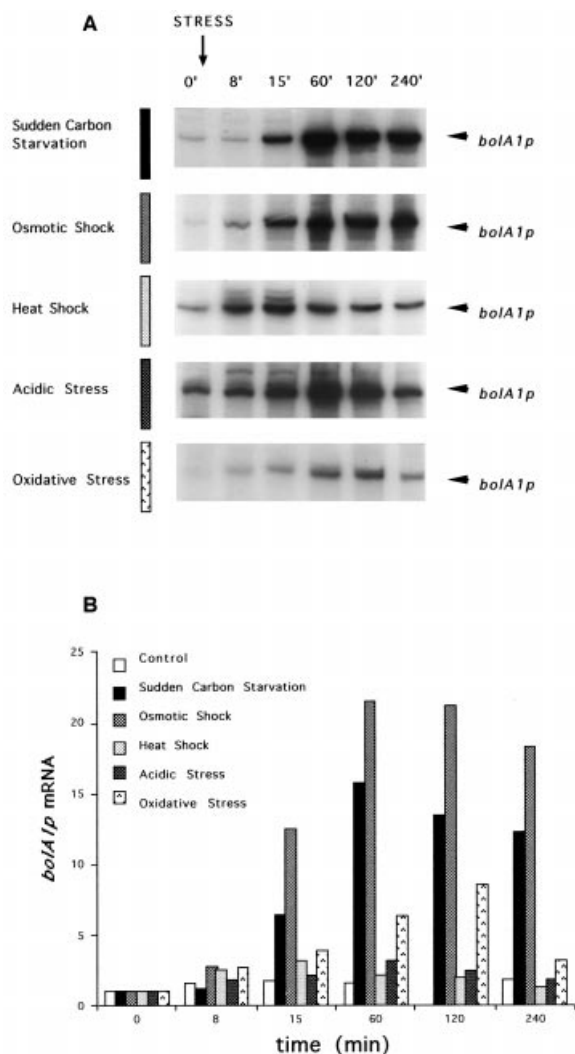 A
STRESS
0' 8' 15' 60' 120' 240'
Sudden Carbon
Starvation
bolA1p
Osmotic Shock
bolA1p
Heat Shock
bolA1p
Acidic Stress
bolA1p
Oxidative Stress
bolA1p
B
25
20
15
10
5
0
bolA1p mRNA
Control
Sudden Carbon Starvation
Osmotic Shock
Heat Shock
Acidic Stress
Oxidative Stress
0 8 15 60 120 240
time (min)